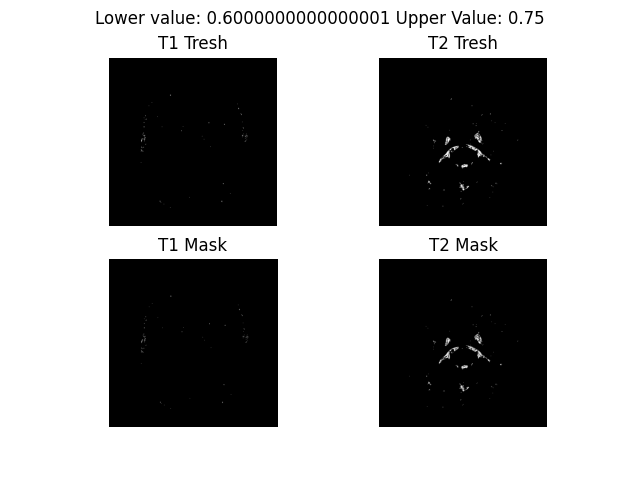 Lower value: 0.6000000000000001 Upper Value: 0.75
T1 Tresh
T2 Tresh
T1 Mask
T2 Mask